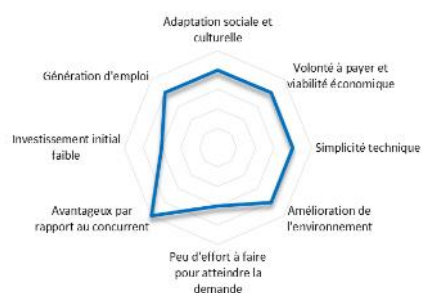 Adaptation sociale et
culturelle
Génération d'emploi
Volonté à payer et
viabilité économique
Investissement initial
faible
Simplicité technique
Avantageux par
rapport au concurrent
Amélioration de
l'environnement
Peu d'effort à faire
pour atteindre la
demande